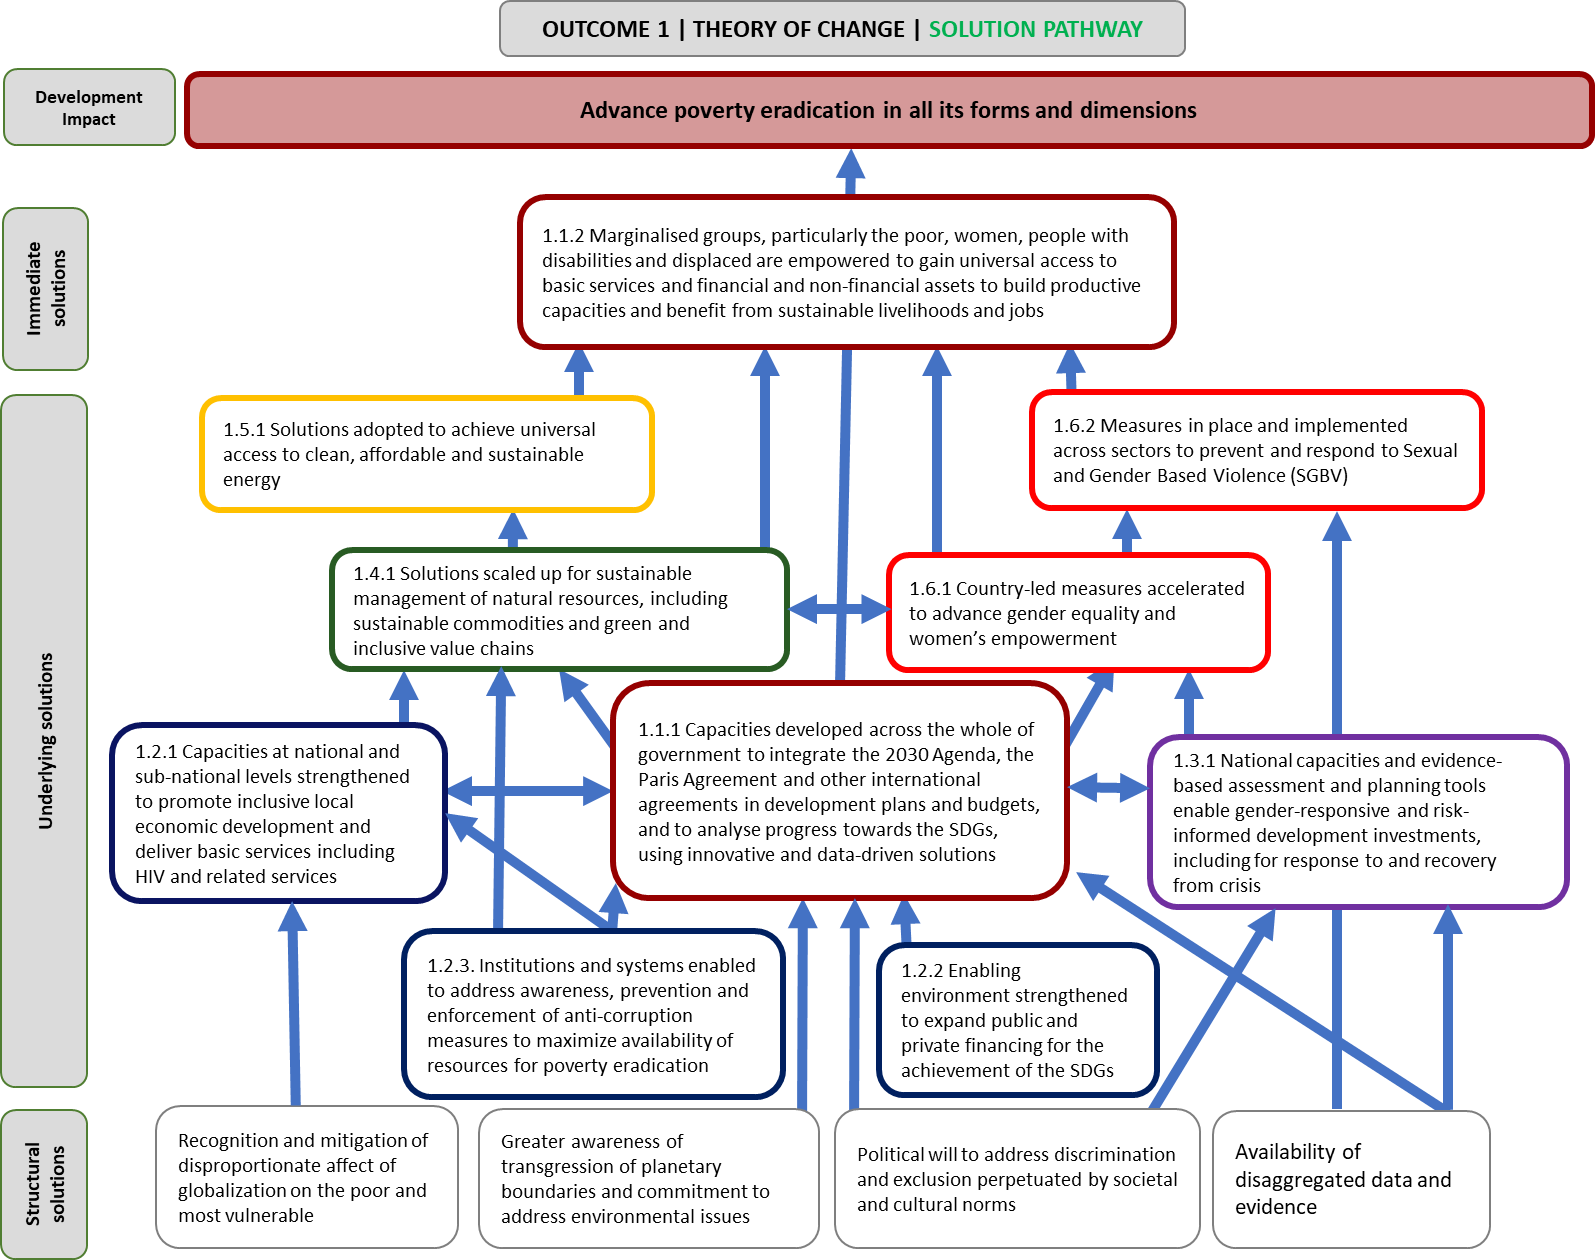 OUTCOME 1 | THEORY OF CHANGE | SOLUTION PATHWAY
Development
Impact
Advance poverty eradication in all its forms and dimensions
Immediate
solutions
1.1.2 Marginalised groups, particularly the poor, women, people with
disabilities and displaced are empowered to gain universal access to
basic services and financial and non-financial assets to build productive
capacities and benefit from sustainable livelihoods and jobs
Underlying solutions
1.5.1 Solutions adopted to achieve universal
access to clean, affordable and sustainable
energy
1.6.2 Measures in place and implemented
across sectors to prevent and respond to Sexual
and Gender Based Violence (SGBV)
1.4.1 Solutions scaled up for sustainable
management of natural resources, including
sustainable commodities and green and
inclusive value chains
1.6.1 Country-led measures accelerated
to advance gender equality and
women’s empowerment
1.2.1 Capacities at national and
sub-national levels strengthened
to promote inclusive local
economic development and
deliver basic services including
HIV and related services
1.1.1 Capacities developed across the whole of
government to integrate the 2030 Agenda, the
Paris Agreement and other international
agreements in development plans and budgets,
and to analyse progress towards the SDGs,
using innovative and data-driven solutions
1.3.1 National capacities and evidence-
based assessment and planning tools
enable gender-responsive and risk-
informed development investments,
including for response to and recovery
from crisis
1.2.3. Institutions and systems enabled
to address awareness, prevention and
enforcement of anti-corruption
measures to maximize availability of
resources for poverty eradication
1.2.2 Enabling
environment strengthened
to expand public and
private financing for the
achievement of the SDGs
Structural
solutions
Recognition and mitigation of
disproportionate affect of
globalization on the poor and
most vulnerable
Greater awareness of
transgression of planetary
boundaries and commitment to
address environmental issues
Political will to address discrimination
and exclusion perpetuated by societal
and cultural norms
Availability of
disaggregated data and
evidence